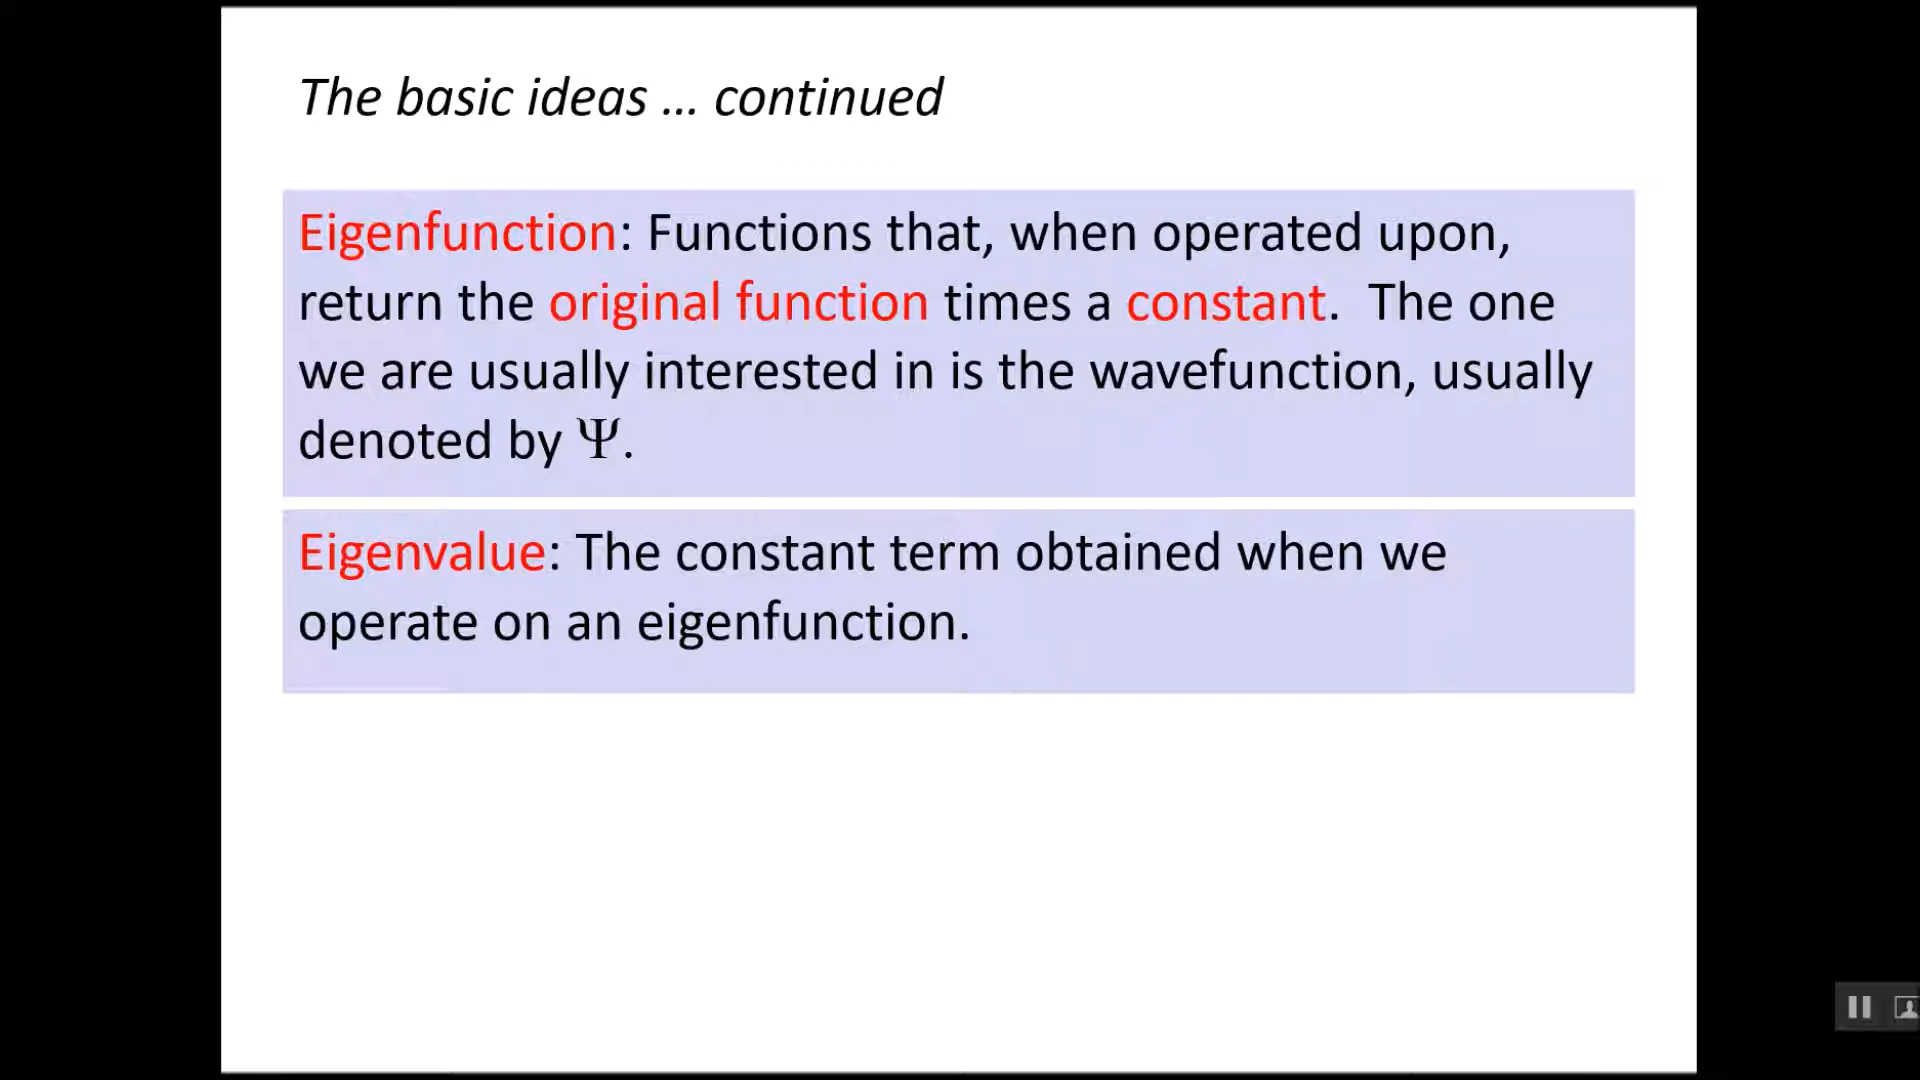 The basic ideas … continued
Eigenfunction: Functions that, when operated upon,
return the original function times a constant.  The one
we are usually interested in is the wavefunction, usually
denoted by Ψ.
Eigenvalue: The constant term obtained when we
operate on an eigenfunction.